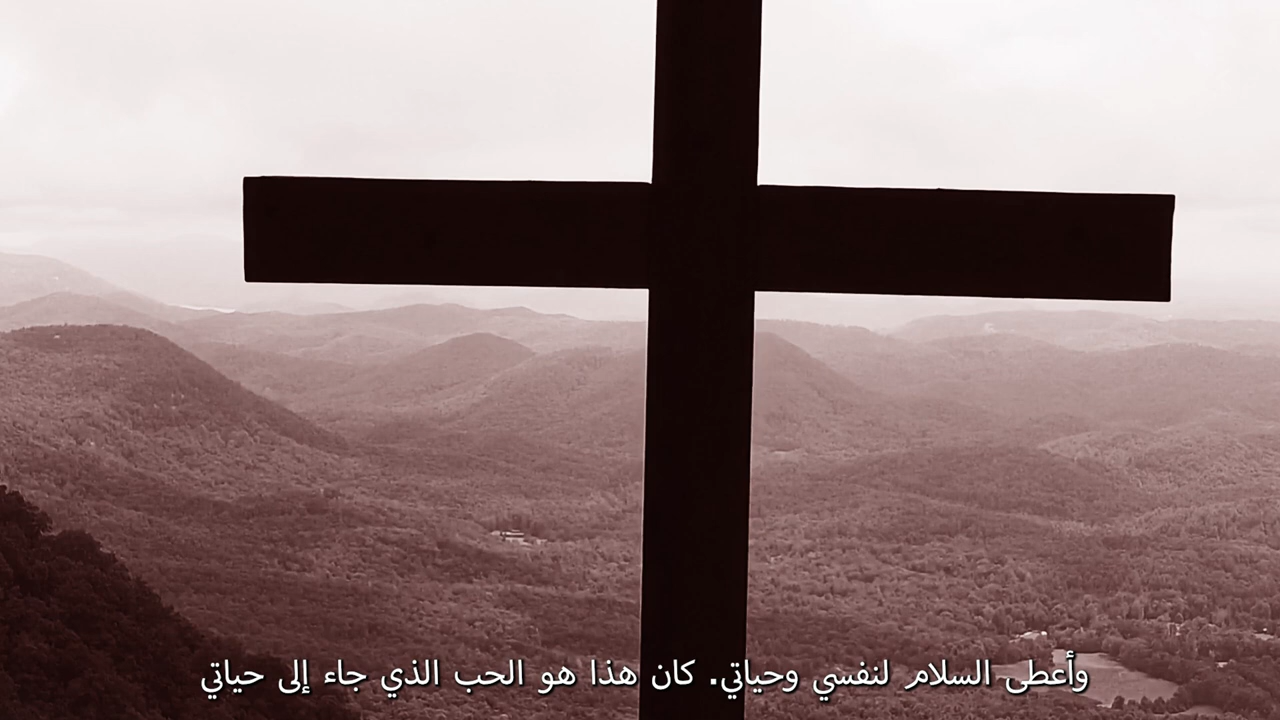 وأعطى السلام لنفسي وحياتي. كان هذا هو الحب الذي جاء إلى حياتي